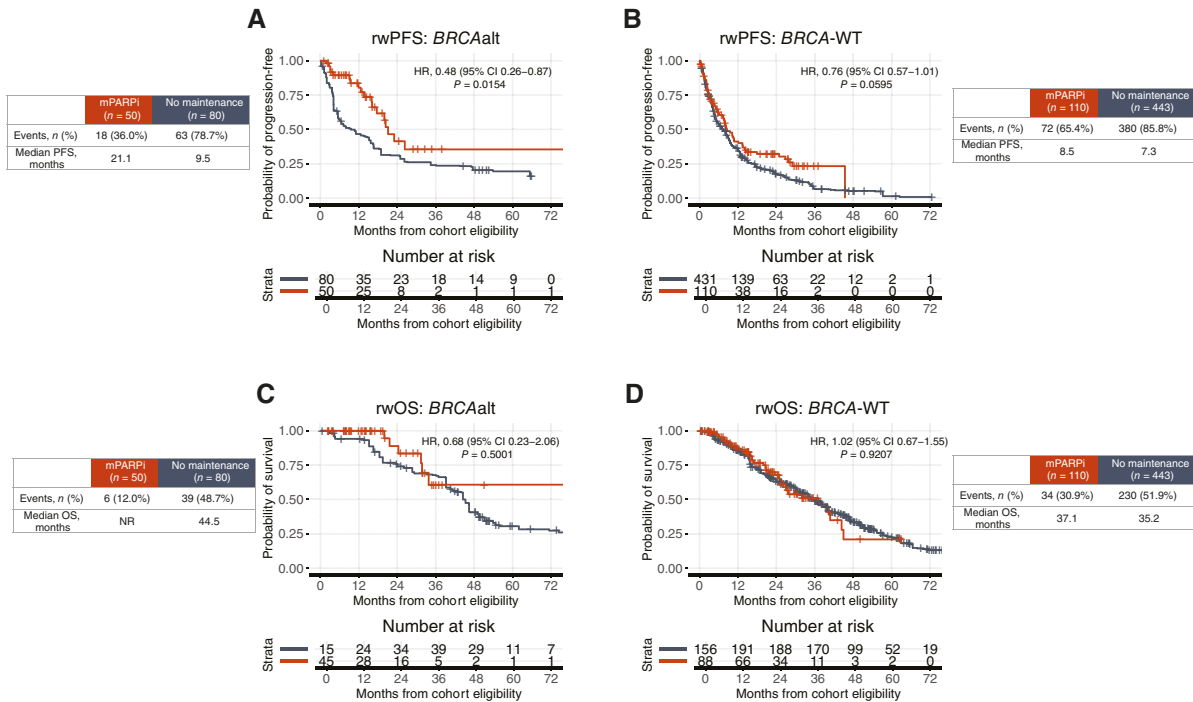 A
rwPFS: BRCAalt
HR, 0.48 (95% CI 0.26–0.87)
P = 0.0154
Probability of progression-free
1.00
0.75
0.50
0.25
0.00
0 12 24 36 48 60 72
Months from cohort eligibility
mPARPi No maintenance
(n = 50) (n = 80)
Events, n (%) 18 (36.0%) 63 (78.7%)
Median PFS, months 21.1 9.5
Number at risk
Strata
80 35 23 18 14 9 0
50 25 8 2 1 1 1
0 12 24 36 48 60 72
Months from cohort eligibility
B
rwPFS: BRCA-WT
HR, 0.76 (95% CI 0.57–1.01)
P = 0.0595
Probability of progression-free
1.00
0.75
0.50
0.25
0.00
0 12 24 36 48 60 72
Months from cohort eligibility
mPARPi No maintenance
(n = 110) (n = 443)
Events, n (%) 72 (65.4%) 380 (85.8%)
Median PFS, months 8.5 7.3
Number at risk
Strata
431 139 63 22 12 2 1
110 38 16 2 0 0 0
0 12 24 36 48 60 72
Months from cohort eligibility
C
rwOS: BRCAalt
HR, 0.68 (95% CI 0.23–2.06)
P = 0.5001
Probability of survival
1.00
0.75
0.50
0.25
0.00
0 12 24 36 48 60 72
Months from cohort eligibility
mPARPi No maintenance
(n = 50) (n = 80)
Events, n (%) 6 (12.0%) 39 (48.7%)
Median OS, months NR 44.5
Number at risk
Strata
15 24 34 39 29 11 7
45 28 16 5 2 1 1
0 12 24 36 48 60 72
Months from cohort eligibility
D
rwOS: BRCA-WT
HR, 1.02 (95% CI 0.67–1.55)
P = 0.9207
Probability of survival
1.00
0.75
0.50
0.25
0.00
0 12 24 36 48 60 72
Months from cohort eligibility
mPARPi No maintenance
(n = 110) (n = 443)
Events, n (%) 34 (30.9%) 230 (51.9%)
Median OS, months 37.1 35.2
Number at risk
Strata
156 191 188 170 99 52 19
88 66 34 11 3 2 0
0 12 24 36 48 60 72
Months from cohort eligibility